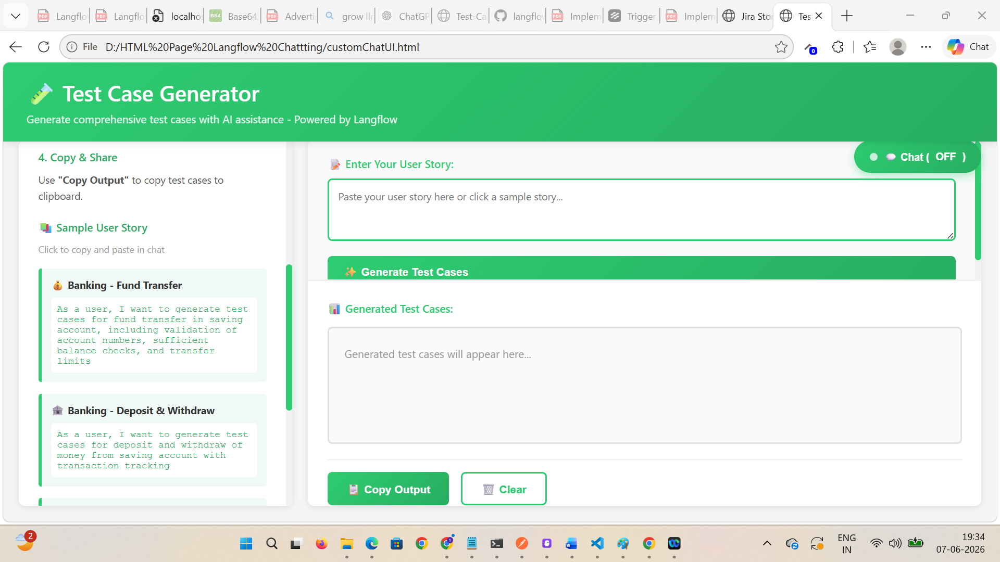 Langflo
Langflo
localho
B64
Base64
Adverti
grow llm
ChatGP
Test-Ca
langflow
Implem
Trigger
Implem
Jira Stor
Tes
File
D:/HTML%20Page%20Langflow%20Chattting/customChatUI.html
0
Chat
Test Case Generator
Generate comprehensive test cases with AI assistance - Powered by Langflow
4. Copy & Share
Use "Copy Output" to copy test cases to
clipboard.
Sample User Story
Click to copy and paste in chat
Banking - Fund Transfer
As a user, I want to generate test
cases for fund transfer in saving
account, including validation of
account numbers, sufficient
balance checks, and transfer
limits
Banking - Deposit & Withdraw
As a user, I want to generate test
cases for deposit and withdraw of
money from saving account with
transaction tracking
Enter Your User Story:
Chat ( OFF )
Paste your user story here or click a sample story...
Generate Test Cases
Generated Test Cases:
Generated test cases will appear here...
Copy Output
Clear
2
ENG
IN
19:34
07-06-2026